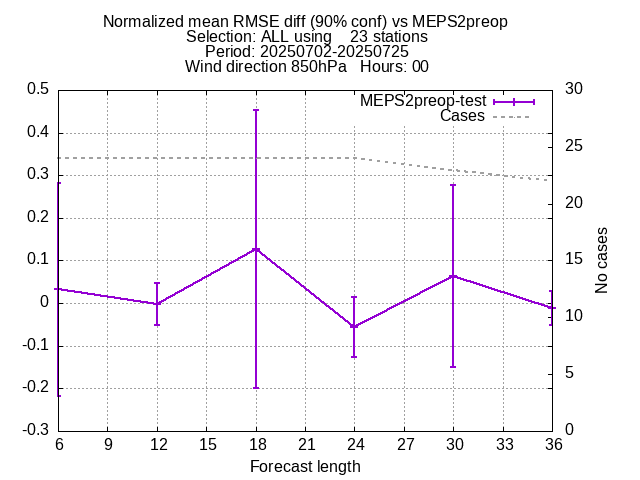 Normalized mean RMSE diff (90% conf) vs MEPS2preop
Selection: ALL using    23 stations
Period: 20250702-20250725
Wind direction 850hPa   Hours: 00
MEPS2preop-test
Cases
0.5
0.4
0.3
0.2
0.1
0
-0.1
-0.2
-0.3
30
25
20
15
10
5
0
No cases
6 9 12 15 18 21 24 27 30 33 36
Forecast length